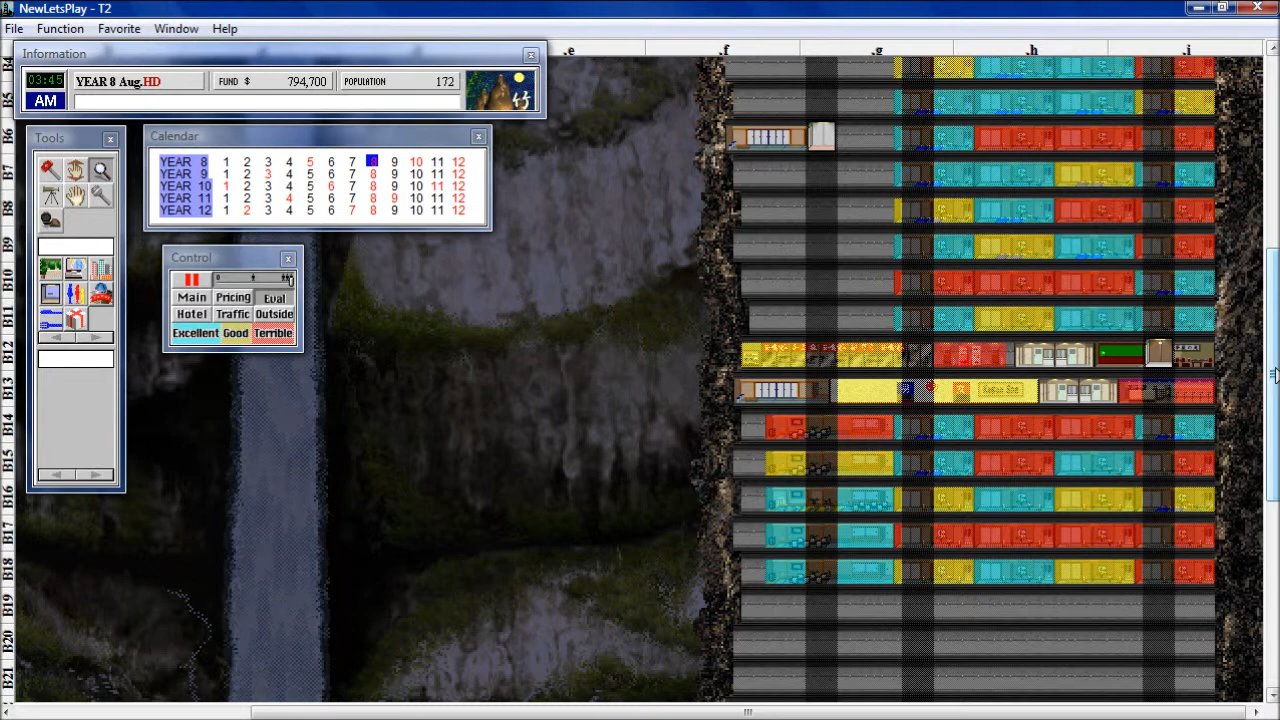 NewLetsPlay - T2
File Function Favorite Window Help
Information
03:45 YEAR 8 Aug.HD FUND $ 794,700 POPULATION 172
AM
Tools
Calendar
YEAR 8 1 2 3 4 5 6 7 8 9 10 11 12
YEAR 9 1 2 3 4 5 6 7 8 9 10 11 12
YEAR 10 1 2 3 4 5 6 7 8 9 10 11 12
YEAR 11 1 2 3 4 5 6 7 8 9 10 11 12
YEAR 12 1 2 3 4 5 6 7 8 9 10 11 12
Control
0
Main Pricing Eval
Hotel Traffic Outside
Excellent Good Terrible
e f g h i
B4
B5
B6
B7
B8
B9
B10
B11
B12
B13
B14
B15
B16
B17
B18
B19
B20
B21